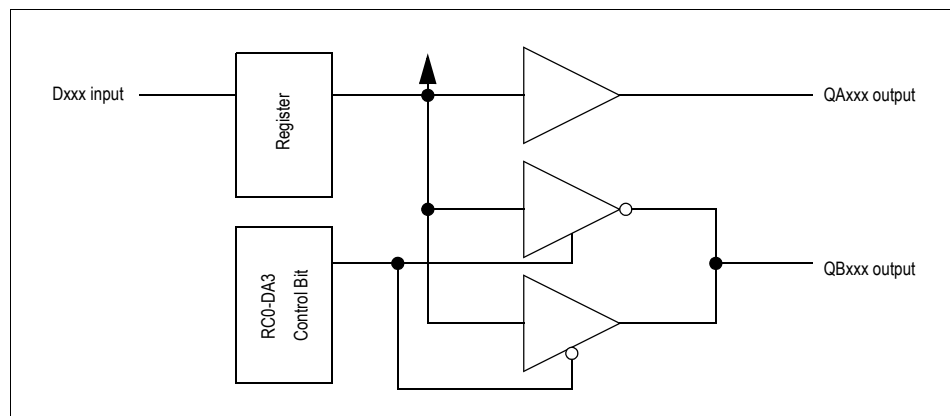 Dxxx input
Register
QAxxx output
RC0-DA3
Control Bit
QBxxx output